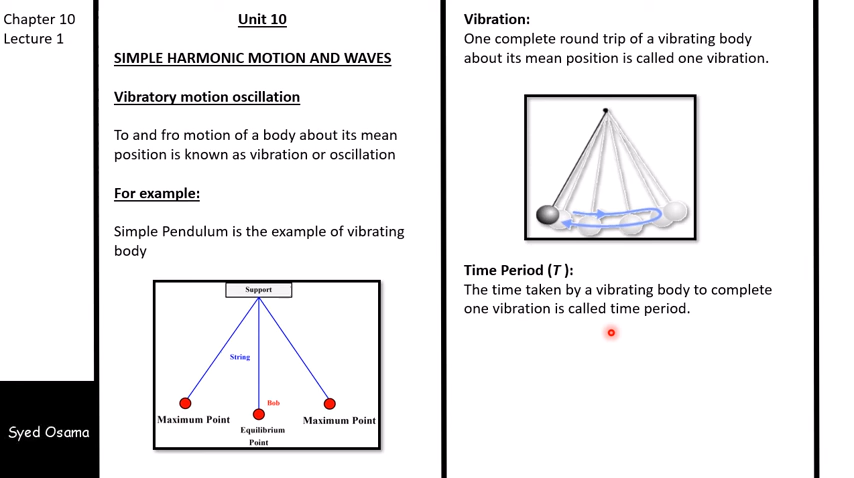 Chapter 10
Lecture 1
Syed Osama
Unit 10
SIMPLE HARMONIC MOTION AND WAVES
Vibratory motion oscillation
To and fro motion of a body about its mean
position is known as vibration or oscillation
For example:
Simple Pendulum is the example of vibrating
body
Support
String
Bob
Maximum Point
Equilibrium
Point
Maximum Point
Vibration:
One complete round trip of a vibrating body
about its mean position is called one vibration.
Time Period (T ):
The time taken by a vibrating body to complete
one vibration is called time period.